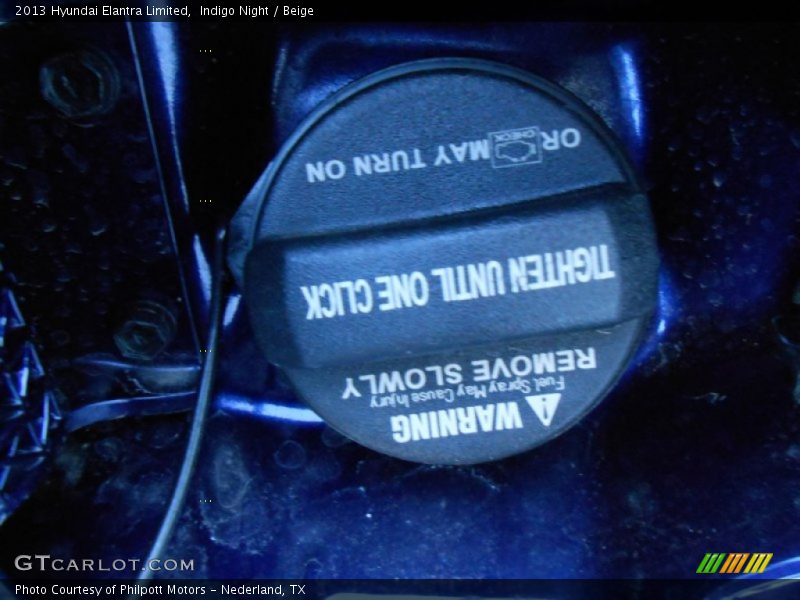 2013 Hyundai Elantra Limited, Indigo Night / Beige
WARNING
Fuel Spray May Cause Injury
REMOVE SLOWLY
TIGHTEN UNTIL ONE CLICK
OR CHECK MAY TURN ON
GTCARLOT.COM
Photo Courtesy of Philpott Motors - Nederland, TX